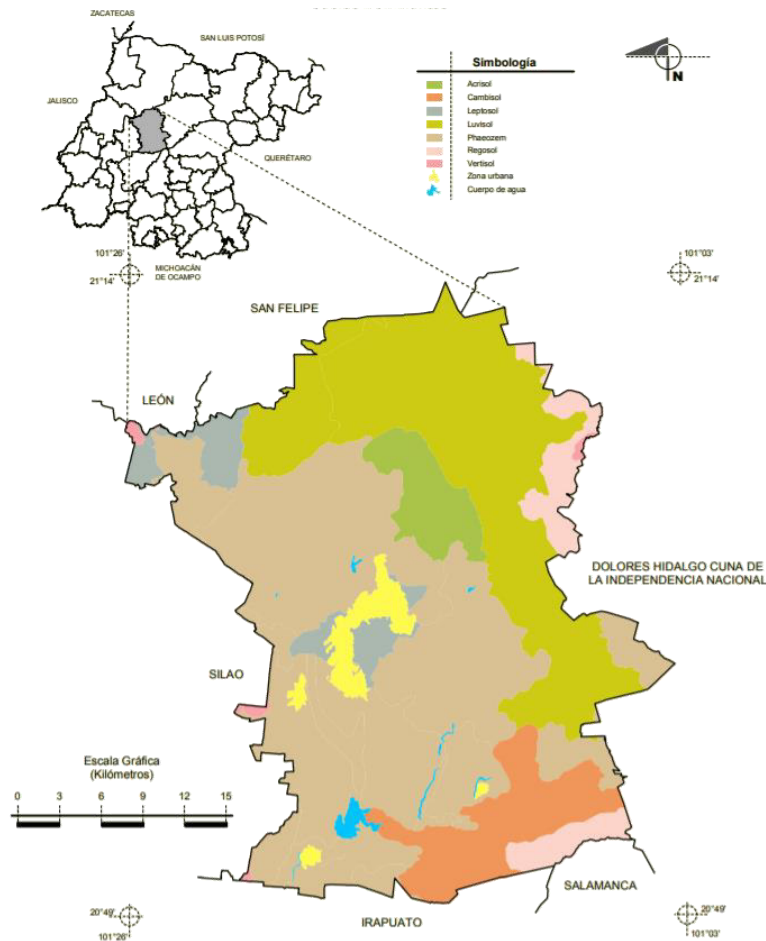 ZACATECAS
SAN LUIS POTOSÍ
JALISCO
QUERÉTARO
MICHOACÁN
DE OCAMPO
Simbología
Acrisol
Cambisol
Leptosol
Luvisol
Phaeozem
Regosol
Vertisol
Zona urbana
Cuerpo de agua
N
101°26'
21°14'
101°03'
21°14'
SAN FELIPE
LEÓN
DOLORES HIDALGO CUNA DE
LA INDEPENDENCIA NACIONAL
SILAO
Escala Gráfica
(Kilómetros)
0 3 6 9 12 15
SALAMANCA
IRAPUATO
20°49'
101°26'
20°49'
101°03'